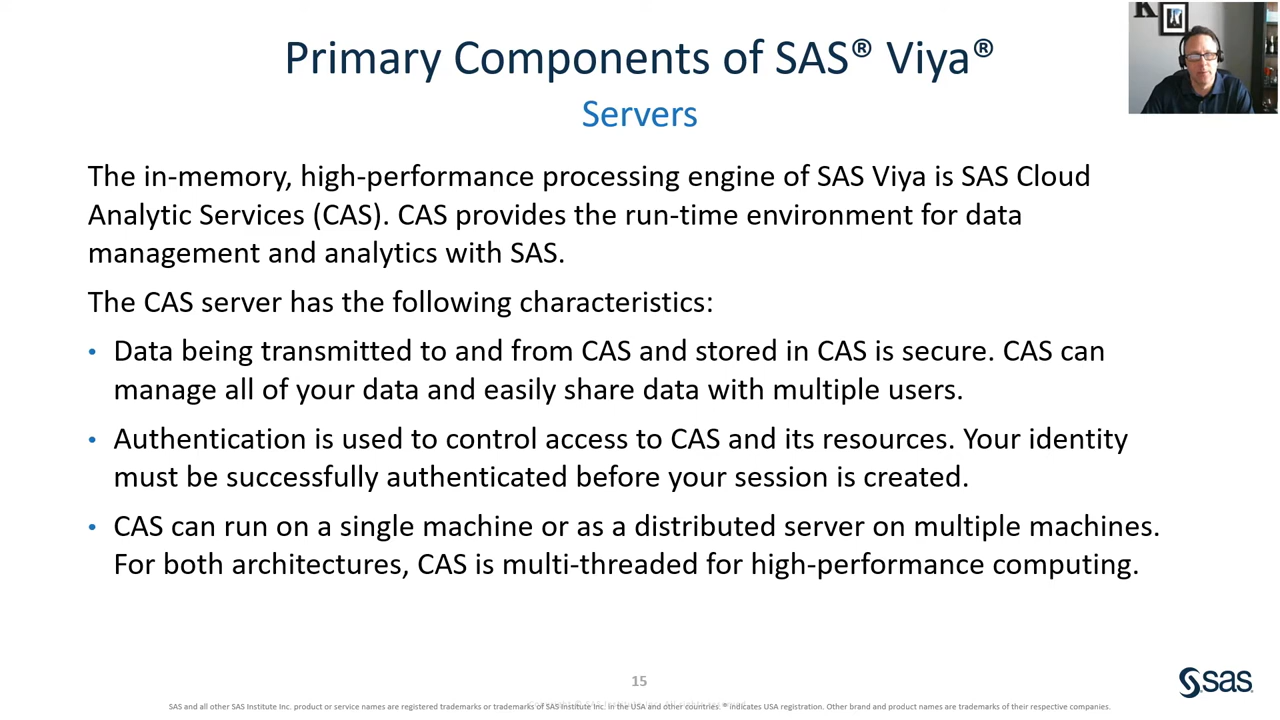 Primary Components of SAS® Viya®
Servers
The in-memory, high-performance processing engine of SAS Viya is SAS Cloud
Analytic Services (CAS). CAS provides the run-time environment for data
management and analytics with SAS.
The CAS server has the following characteristics:
• Data being transmitted to and from CAS and stored in CAS is secure. CAS can
manage all of your data and easily share data with multiple users.
• Authentication is used to control access to CAS and its resources. Your identity
must be successfully authenticated before your session is created.
• CAS can run on a single machine or as a distributed server on multiple machines.
For both architectures, CAS is multi-threaded for high-performance computing.
15
sas
SAS and all other SAS Institute Inc. product or service names are registered trademarks or trademarks of SAS Institute Inc. in the USA and other countries. ® indicates USA registration. Other brand and product names are trademarks of their respective companies.